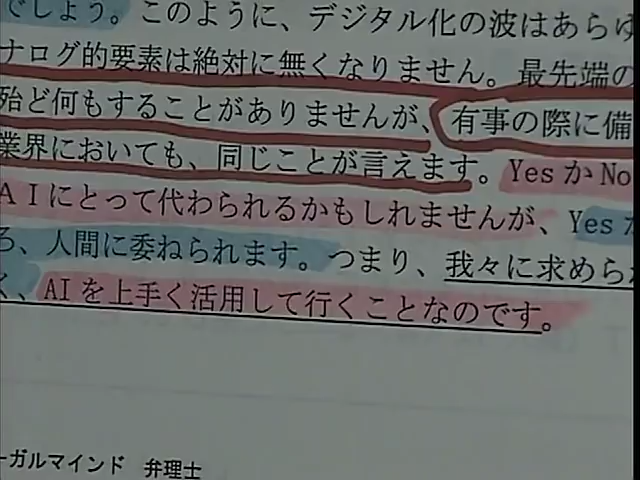 でしょう。このように、デジタル化の波はあらゆ
ナログ的要素は絶対に無くなりません。最先端の
殆ど何もすることがありませんが、有事の際に備
業界においても、同じことが言えます。YesかNo
AIにとって代わられるかもしれませんが、Yesか
ろ、人間に委ねられます。つまり、我々に求めら
く、AIを上手く活用して行くことなのです。
ーガルマインド 弁理士